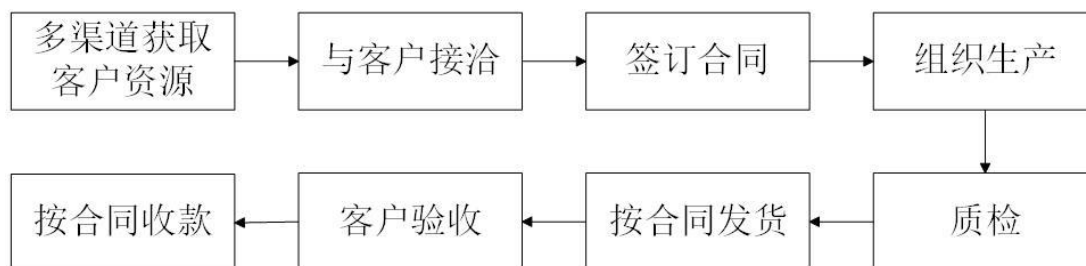 多渠道获取
客户资源
与客户接洽
签订合同
组织生产
质检
按合同发货
客户验收
按合同收款